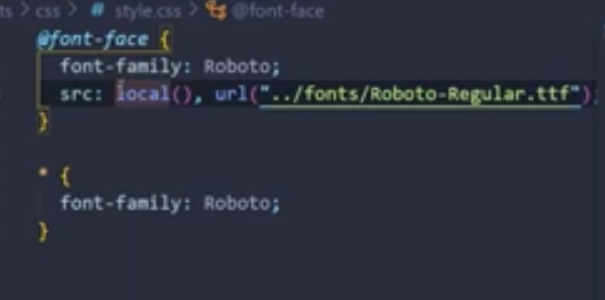 ts > css > # style.css > @font-face
@font-face {
font-family: Roboto;
src: local(), url("../fonts/Roboto-Regular.ttf");
}
* {
font-family: Roboto;
}